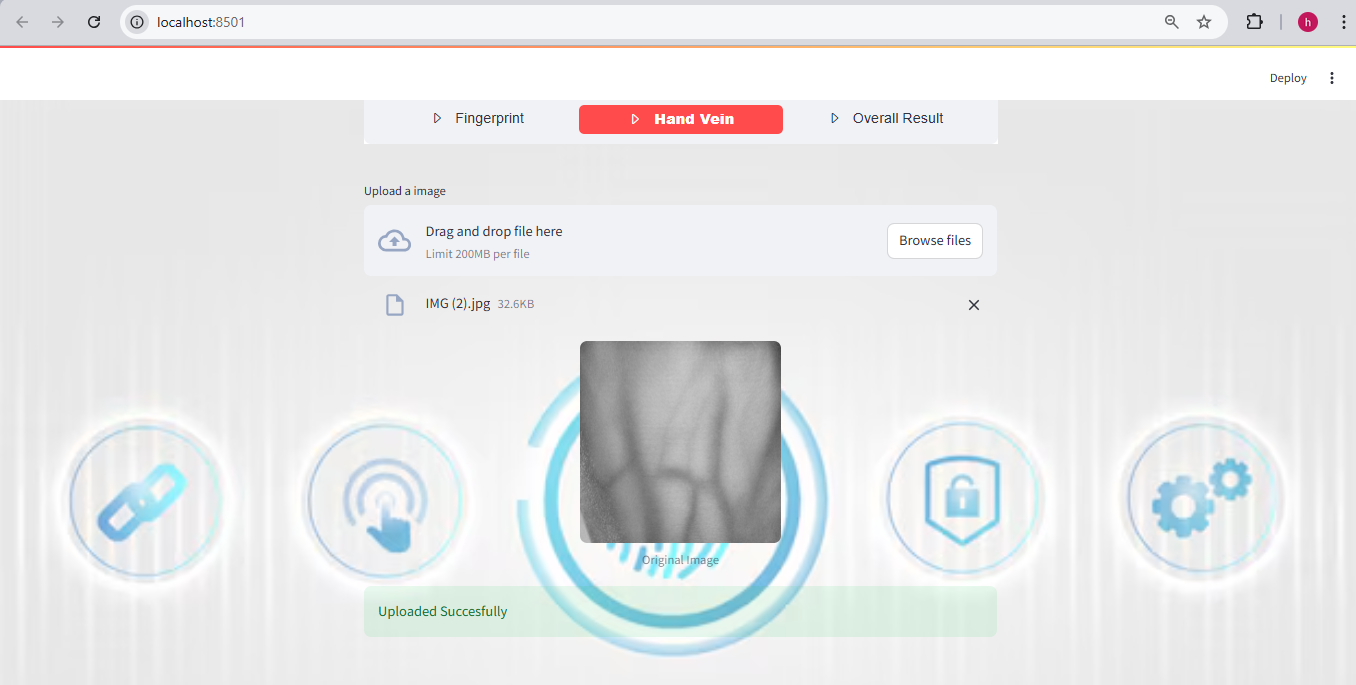 localhost:8501
h
Deploy
Fingerprint
Hand Vein
Overall Result
Upload a image
Drag and drop file here
Limit 200MB per file
Browse files
IMG (2).jpg 32.6KB
Original Image
Uploaded Succesfully